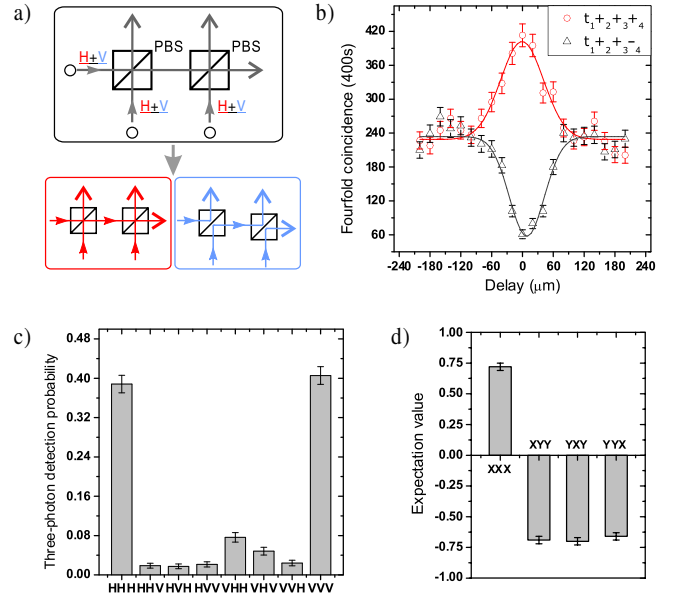 a)
PBS
PBS
H±V
H±V
H±V
b)
Fourfold coincidence (400s)
420
360
300
240
180
120
60
-240
-180
-120
-60
0
60
120
180
240
Delay (μm)
t₁+₂+₃+₄
t₁+₂+₃-₄
c)
Three-photon detection probability
0.48
0.40
0.32
0.24
0.16
0.08
0.00
HHH
HHV
HVH
HVV
VHH
VHV
VVH
VVV
d)
Expectation value
1.00
0.75
0.50
0.25
0.00
-0.25
-0.50
-0.75
-1.00
XYY
YXY
YYX
XXX